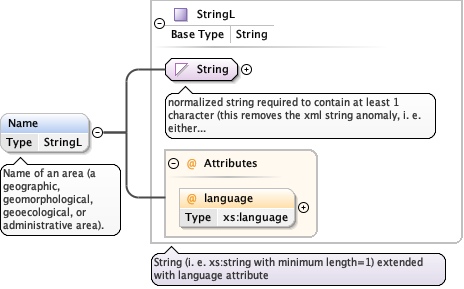 StringL
Base Type String
String
normalized string required to contain at least 1
character (this removes the xml string anomaly, i. e.
either...
Name
Type StringL
Name of an area (a
geographic,
geomorphological,
geoecological, or
administrative area).
@ Attributes
@ language
Type xs:language
String (i. e. xs:string with minimum length=1) extended
with language attribute